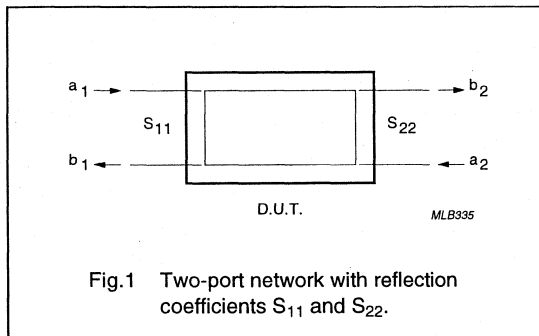 a1 b2
S11 S22
b1 a2
D.U.T.
MLB335
Fig.1 Two-port network with reflection
coefficients S11 and S22.